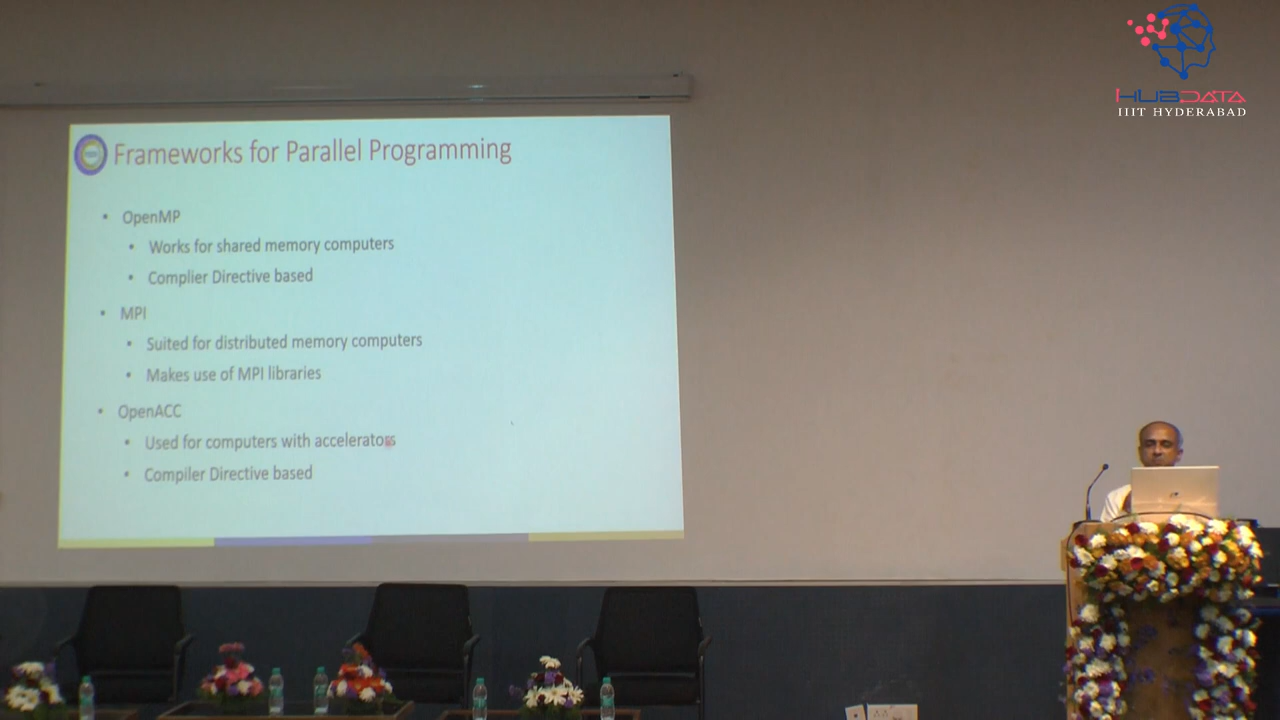 IHUBDATA
IIIT HYDERABAD
Frameworks for Parallel Programming
• OpenMP
• Works for shared memory computers
• Complier Directive based
• MPI
• Suited for distributed memory computers
• Makes use of MPI libraries
• OpenACC
• Used for computers with accelerators
• Compiler Directive based